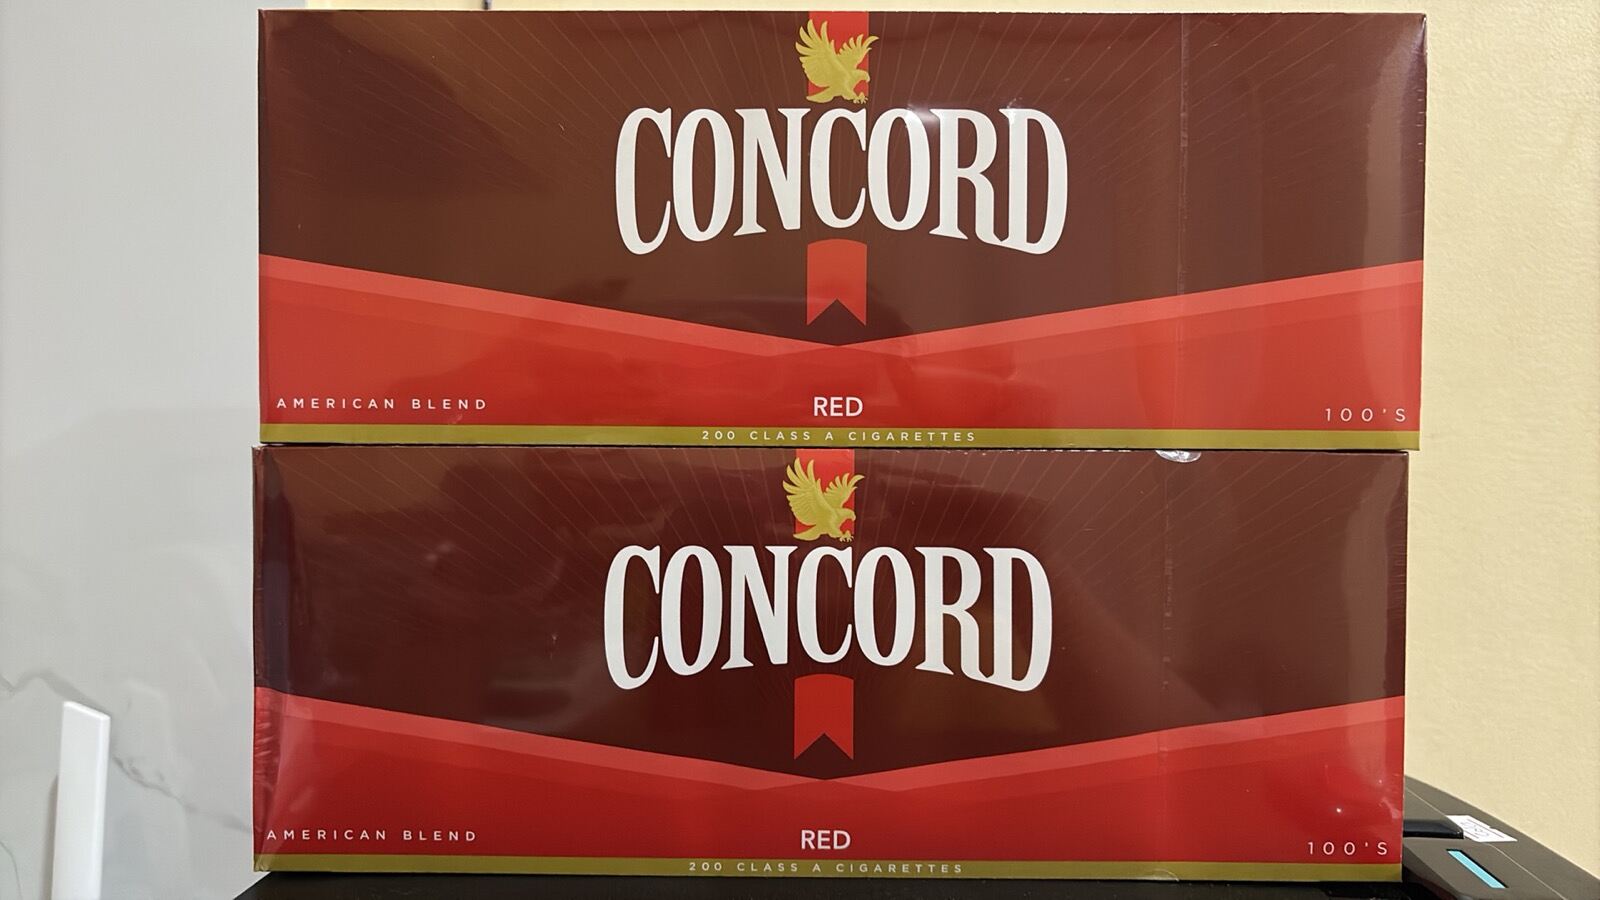 CONCORD
AMERICAN BLEND
RED
100'S
200 CLASS A CIGARETTES
CONCORD
AMERICAN BLEND
RED
100'S
200 CLASS A CIGARETTES